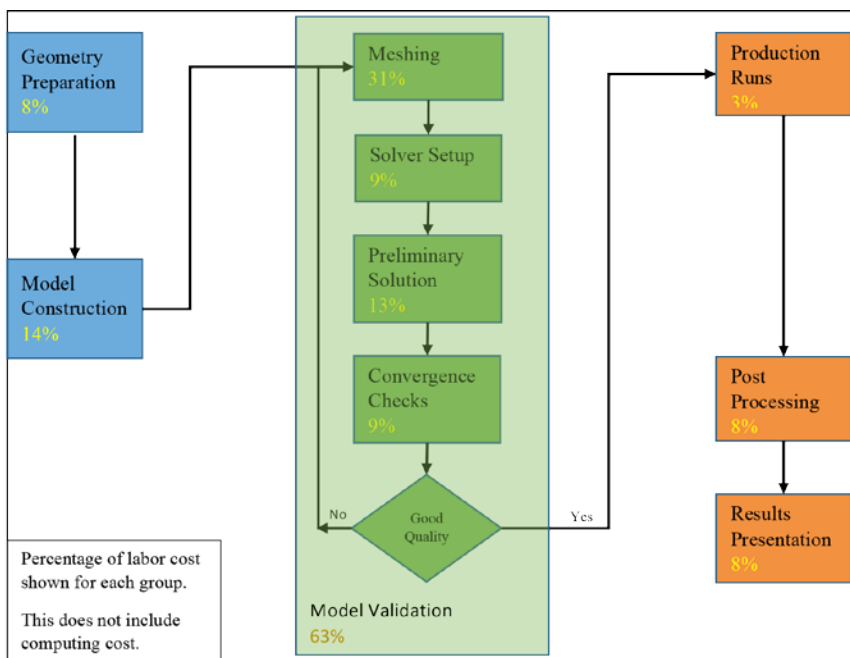 Geometry
Preparation
8%
Model
Construction
14%
Meshing
31%
Solver Setup
9%
Preliminary
Solution
13%
Convergence
Checks
9%
Good
Quality
No
Yes
Model Validation
63%
Production
Runs
3%
Post
Processing
8%
Results
Presentation
8%
Percentage of labor cost
shown for each group.
This does not include
computing cost.